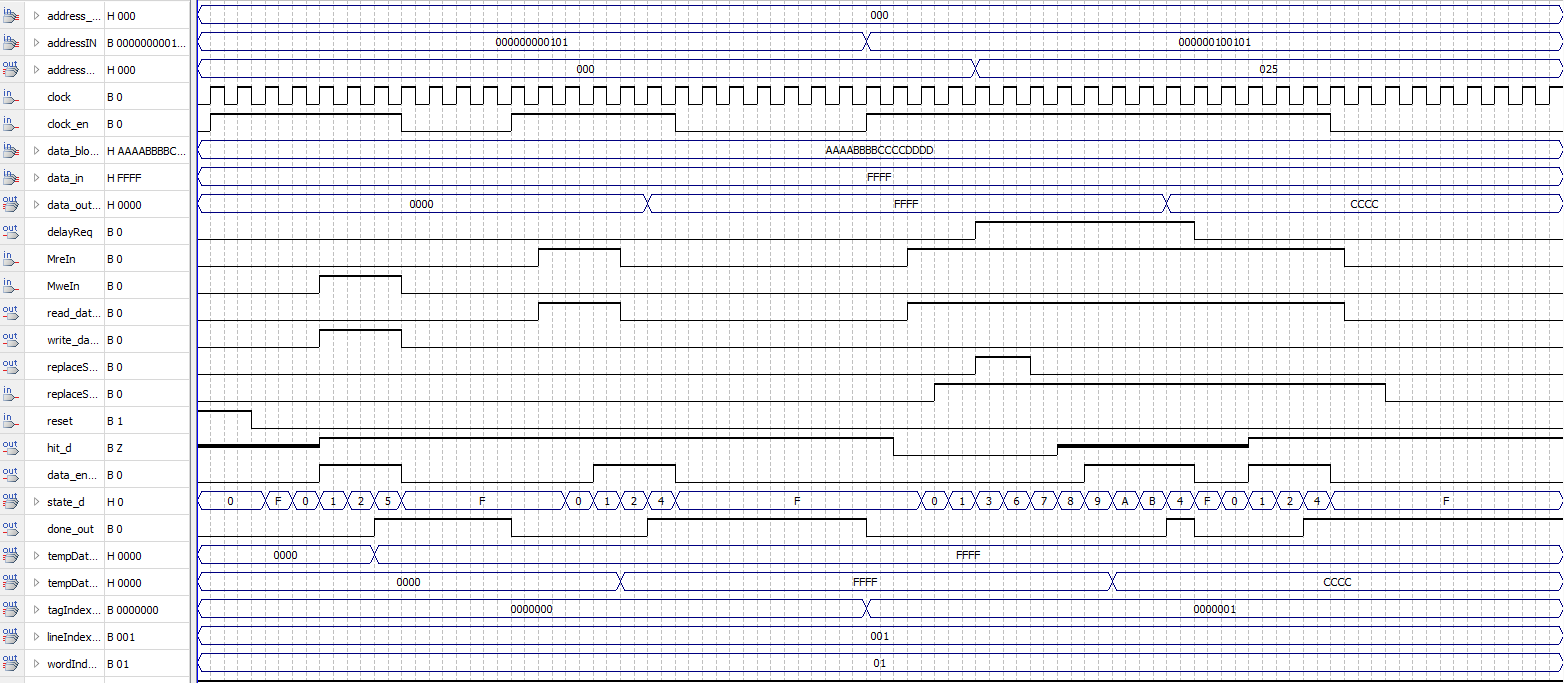 in address_... H 000 000
in addressIN B 0000000001... 000000000101 000000100101
out address... H 000 000 025
in clock B 0
in clock_en B 0
in data_blo... H AAAABBBBC... AAAABBBBCCCCDDDD
in data_in H FFFF FFFF
out data_out... H 0000 0000 FFFF CCCC
out delayReq B 0
in MreIn B 0
in MweIn B 0
out read_dat... B 0
out write_da... B 0
out replaceS... B 0
in replaceS... B 0
in reset B 1
out hit_d B Z
out data_en... B 0
out state_d H 0 0 F 0 1 2 5 F 0 1 2 4 F 0 1 3 6 7 8 9 A B 4 F 0 1 2 4 F
out done_out B 0
out tempDat... H 0000 0000 FFFF
out tempDat... H 0000 0000 FFFF CCCC
out tagIndex... B 0000000 0000000 0000001
out lineIndex... B 001 001
out wordInd... B 01 01